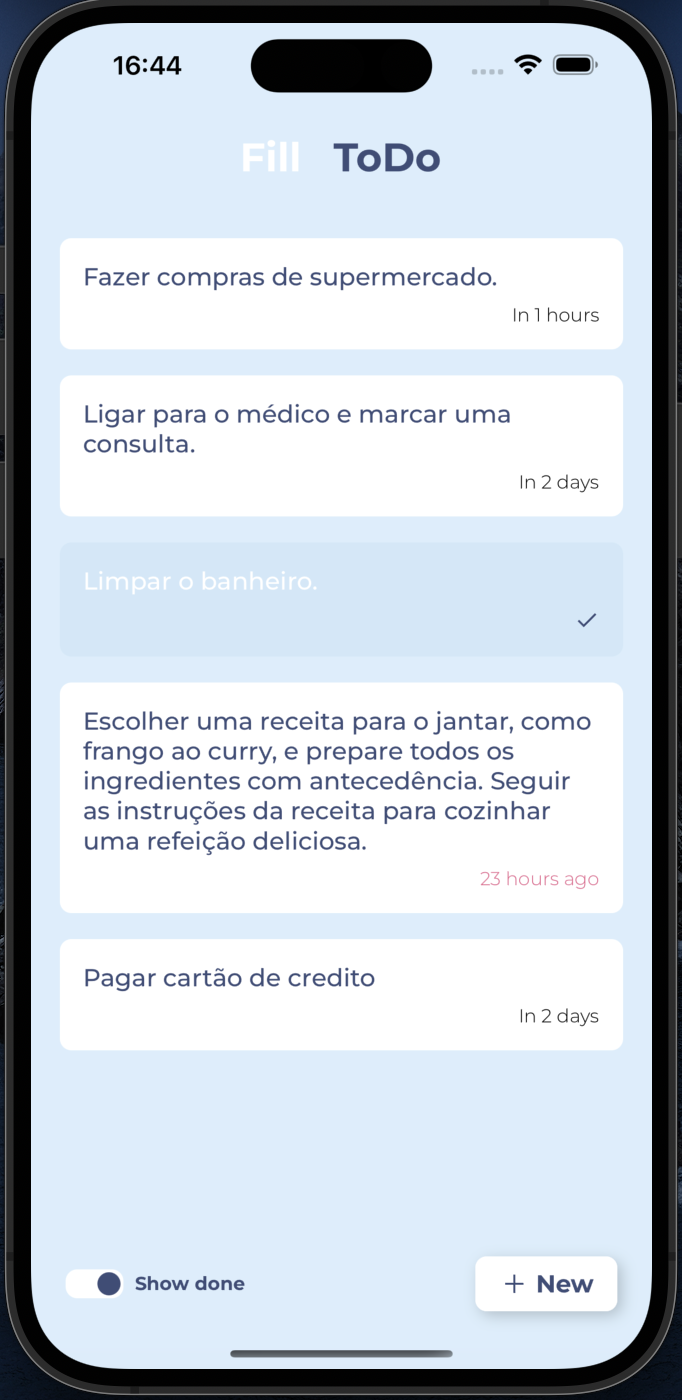 16:44
Fill ToDo
Fazer compras de supermercado.
In 1 hours
Ligar para o médico e marcar uma
consulta.
In 2 days
Limpar o banheiro.
Escolher uma receita para o jantar, como
frango ao curry, e prepare todos os
ingredientes com antecedência. Seguir
as instruções da receita para cozinhar
uma refeição deliciosa.
23 hours ago
Pagar cartão de credito
In 2 days
Show done
+ New